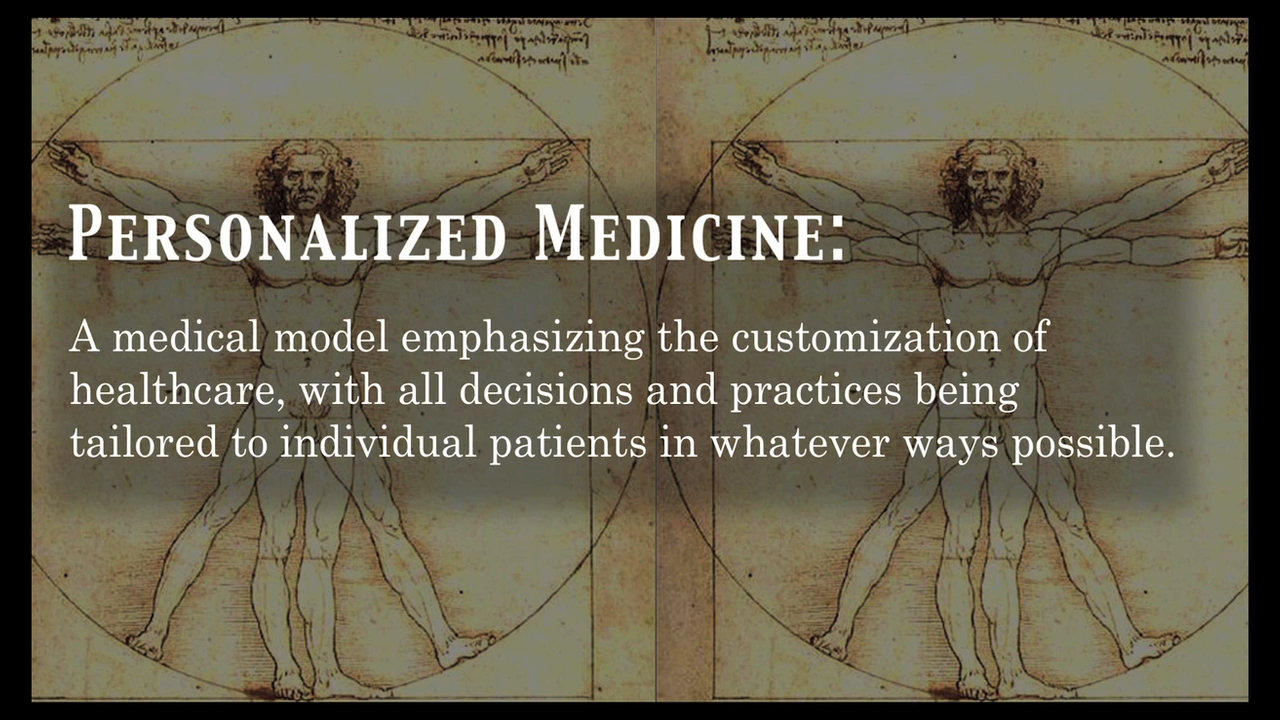 Personalized Medicine:
A medical model emphasizing the customization of
healthcare, with all decisions and practices being
tailored to individual patients in whatever ways possible.